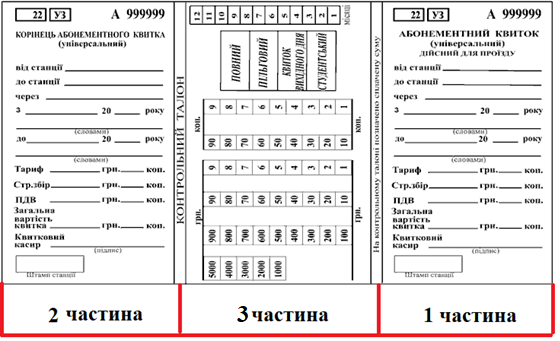 22 УЗ А 999999
КОРІНЕЦЬ АБОНЕМЕНТНОГО КВИТКА
(універсальний)
від станції
до станції
через
з 20 року
(словами)
до 20 року
(словами)
Тариф грн. коп.
Стр.збір грн. коп.
ПДВ грн. коп.
Загальна
вартість
квитка грн. коп.
Квитковий
касир
(підпис)
Штамп станції
КОНТРОЛЬНИЙ ТАЛОН
12 11 10 9 8 7 6 5 4 3 2 1
місяці
ПОВНИЙ
ПІЛЬГОВИЙ
КВИТОК
ВИХІДНОГО ДНЯ
СТУДЕНТСЬКИЙ
коп.
9 8 7 6 5 4 3 2 1
90 80 70 60 50 40 30 20 10
коп.
грн.
9 8 7 6 5 4 3 2 1
90 80 70 60 50 40 30 20 10
900 800 700 600 500 400 300 200 100
5000 4000 3000 2000 1000
грн.
На контрольному талоні позначено сплачену суму
22 УЗ А 999999
АБОНЕМЕНТНИЙ КВИТОК
(універсальний)
ДІЙСНИЙ ДЛЯ ПРОЇЗДУ
від станції
до станції
через
з 20 року
(словами)
до 20 року
(словами)
Тариф грн. коп.
Стр.збір грн. коп.
ПДВ грн. коп.
Загальна
вартість
квитка грн. коп.
Квитковий
касир
(підпис)
Штамп станції
2 частина
3 частина
1 частина